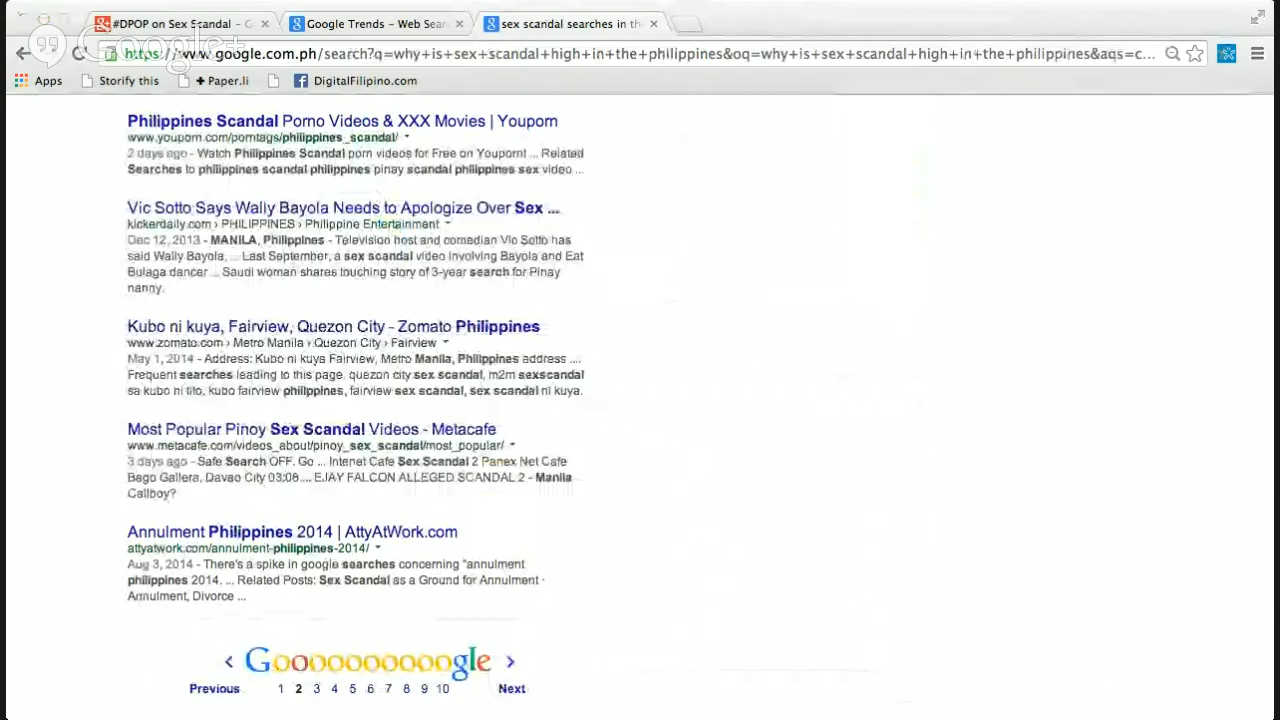 #DPOP on Sex Scandal - G
Google Trends - Web Sear
sex scandal searches in th
Google+
https://www.google.com.ph/search?q=why+is+sex+scandal+high+in+the+philippines&oq=why+is+sex+scandal+high+in+the+philippines&aqs=c...
Apps
Storify this
+ Paper.li
DigitalFilipino.com
Philippines Scandal Porno Videos & XXX Movies | Youporn
www.youporn.com/porntags/philippines_scandal/
2 days ago - Watch Philippines Scandal porn videos for Free on Youporn! ... Related
Searches to philippines scandal philippines pinay scandal philippines sex video ...
Vic Sotto Says Wally Bayola Needs to Apologize Over Sex ...
kickerdaily.com › PHILIPPINES › Philippine Entertainment
Dec 12, 2013 - MANILA, Philippines - Television host and comedian Vic Sotto has
said Wally Bayola, ... Last September, a sex scandal video involving Bayola and Eat
Bulaga dancer ... Saudi woman shares touching story of 3-year search for Pinay
nanny.
Kubo ni kuya, Fairview, Quezon City - Zomato Philippines
www.zomato.com › Metro Manila › Quezon City › Fairview
May 1, 2014 - Address: Kubo ni kuya Fairview, Metro Manila, Philippines address ....
Frequent searches leading to this page. quezon city sex scandal, m2m sexscandal
sa kubo ni tito, kubo fairview philippines, fairview sex scandal, sex scandal ni kuya.
Most Popular Pinoy Sex Scandal Videos - Metacafe
www.metacafe.com/videos_about/pinoy_sex_scandal/most_popular/
3 days ago - Safe Search OFF. Go ... Intenet Cafe Sex Scandal 2 Panex Net Cafe
Bago Gallera, Davao City 03:08 ... EJAY FALCON ALLEGED SCANDAL 2 - Manila
Callboy?
Annulment Philippines 2014 | AttyAtWork.com
attyatwork.com/annulment-philippines-2014/
Aug 3, 2014 - There's a spike in google searches concerning "annulment
philippines 2014. ... Related Posts: Sex Scandal as a Ground for Annulment ·
Annulment, Divorce ...
Goooooooooogle
Previous 1 2 3 4 5 6 7 8 9 10 Next